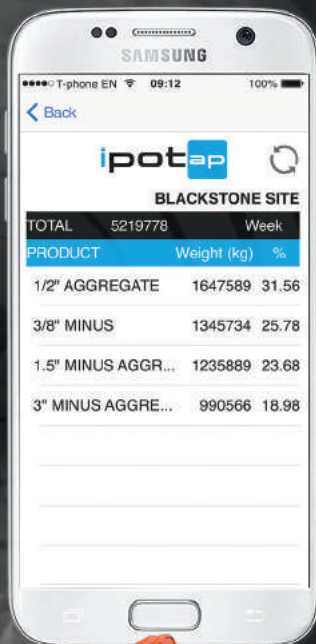 SAMSUNG
T-phone EN 09:12 100%
Back
ipotap
BLACKSTONE SITE
TOTAL 5219778 Week
PRODUCT Weight (kg) %
1/2" AGGREGATE 1647589 31.56
3/8" MINUS 1345734 25.78
1.5" MINUS AGGR... 1235889 23.68
3" MINUS AGGRE... 990566 18.98